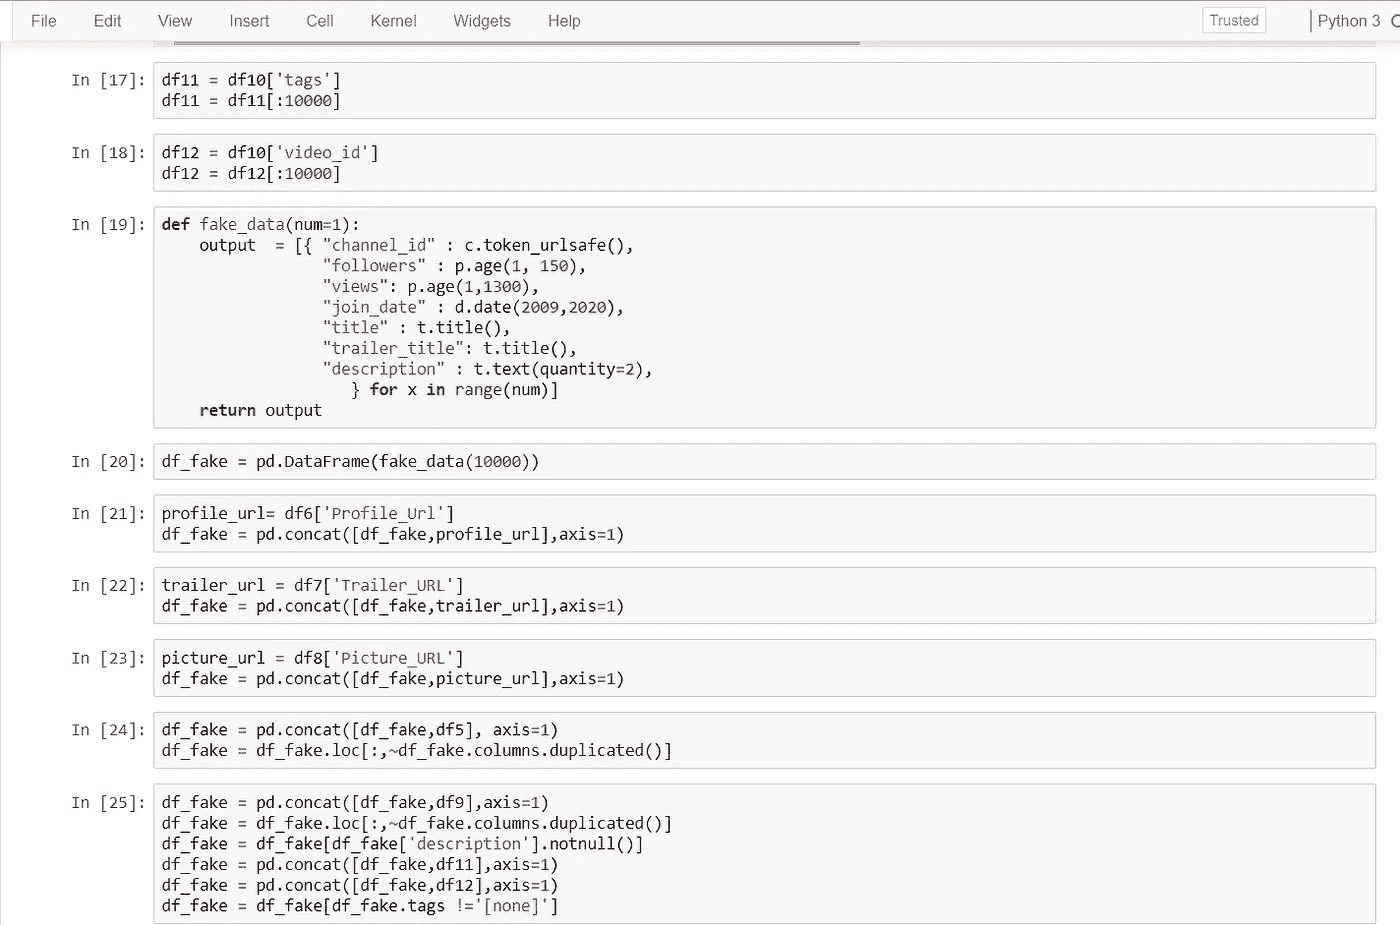 File Edit View Insert Cell Kernel Widgets Help Trusted Python 3
In [17]: df11 = df10['tags']
df11 = df11[:10000]
In [18]: df12 = df10['video_id']
df12 = df12[:10000]
In [19]: def fake_data(num=1):
    output  = [{ "channel_id" : c.token_urlsafe(),
                 "followers" : p.age(1, 150),
                 "views": p.age(1,1300),
                 "join_date" : d.date(2009,2020),
                 "title" : t.title(),
                 "trailer_title": t.title(),
                 "description" : t.text(quantity=2),
                    } for x in range(num)]
    return output
In [20]: df_fake = pd.DataFrame(fake_data(10000))
In [21]: profile_url= df6['Profile_Url']
df_fake = pd.concat([df_fake,profile_url],axis=1)
In [22]: trailer_url = df7['Trailer_URL']
df_fake = pd.concat([df_fake,trailer_url],axis=1)
In [23]: picture_url = df8['Picture_URL']
df_fake = pd.concat([df_fake,picture_url],axis=1)
In [24]: df_fake = pd.concat([df_fake,df5], axis=1)
df_fake = df_fake.loc[:,~df_fake.columns.duplicated()]
In [25]: df_fake = pd.concat([df_fake,df9],axis=1)
df_fake = df_fake.loc[:,~df_fake.columns.duplicated()]
df_fake = df_fake[df_fake['description'].notnull()]
df_fake = pd.concat([df_fake,df11],axis=1)
df_fake = pd.concat([df_fake,df12],axis=1)
df_fake = df_fake[df_fake.tags !='[none]']